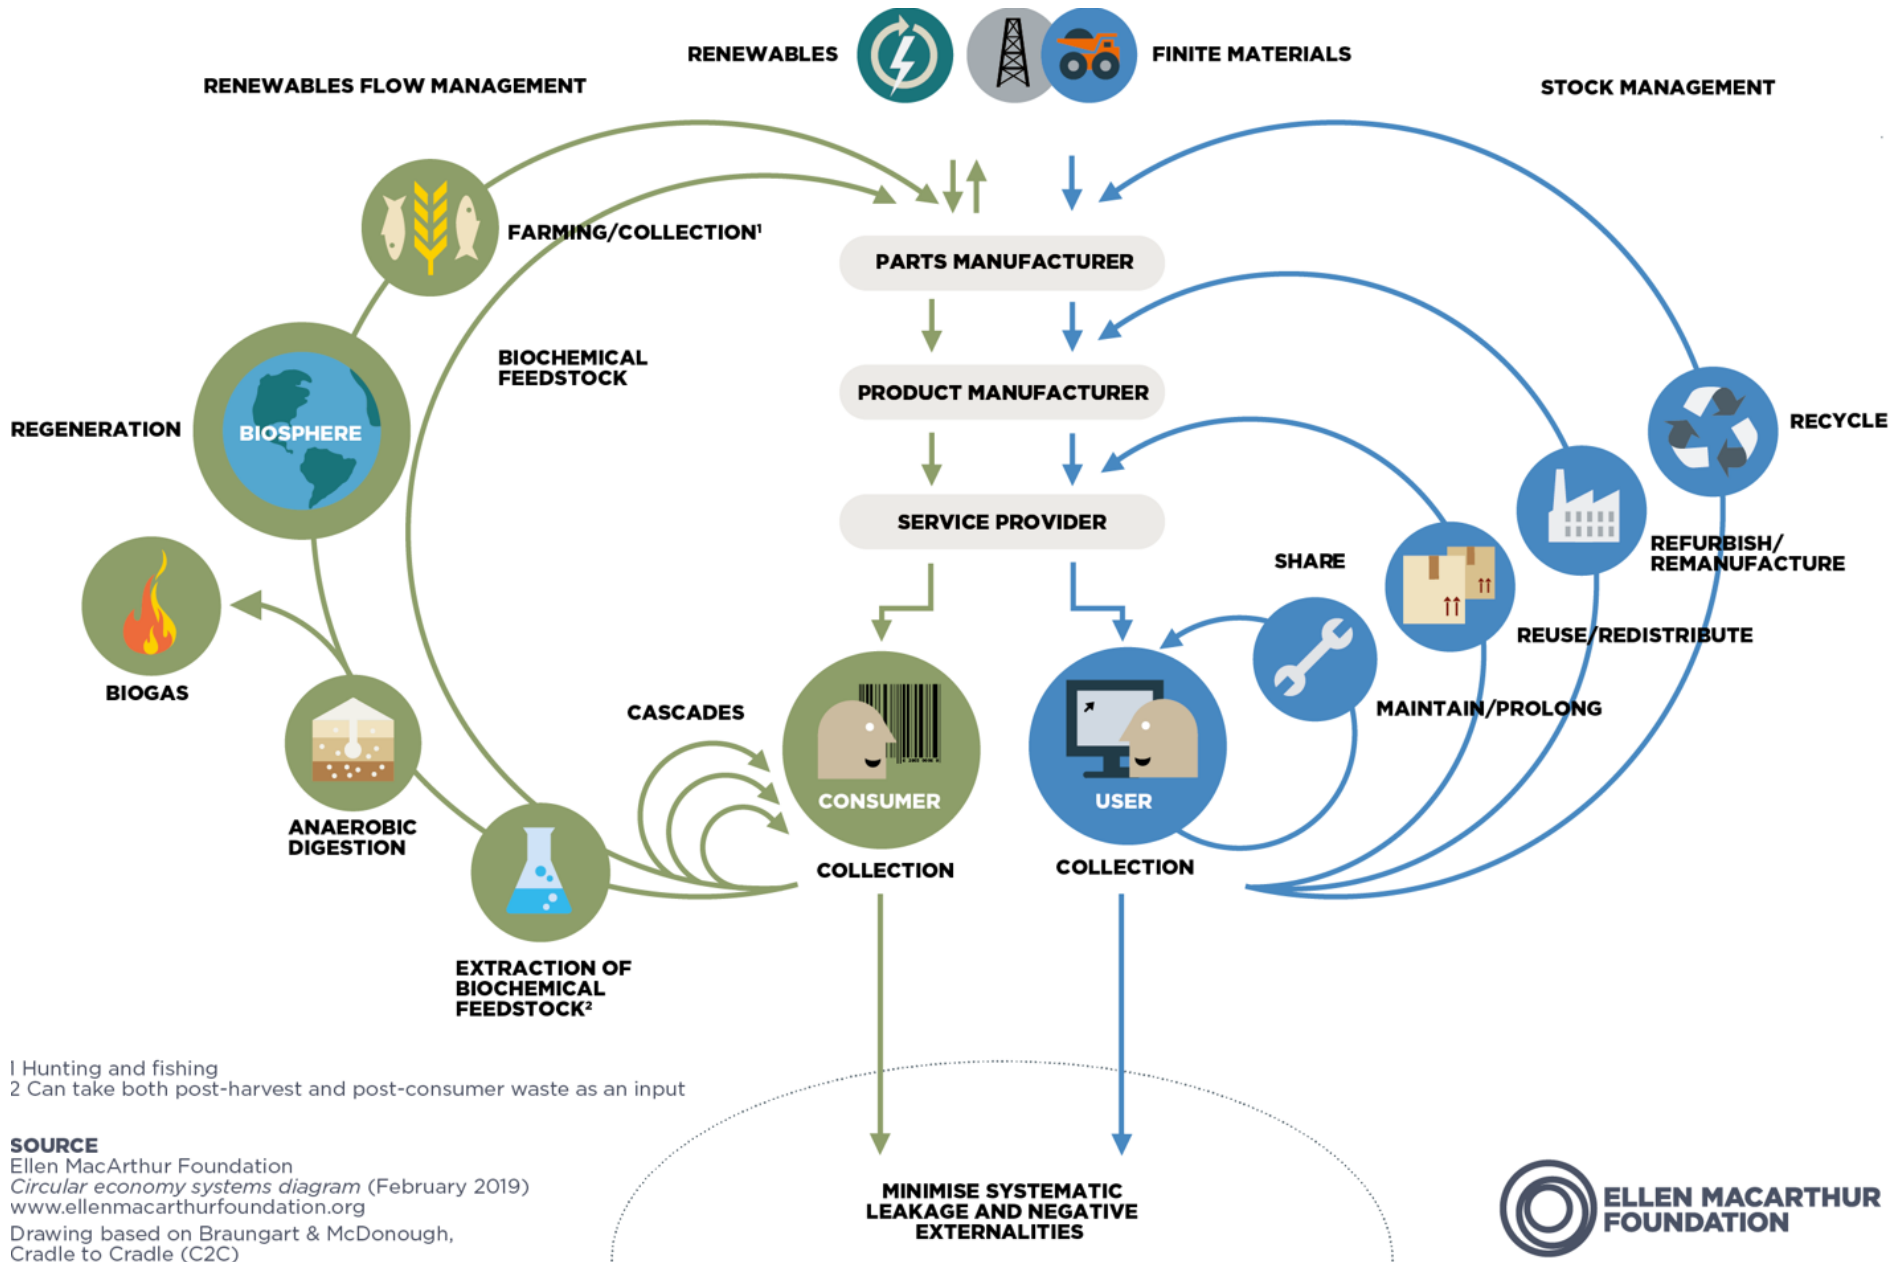 RENEWABLES
FINITE MATERIALS
RENEWABLES FLOW MANAGEMENT
STOCK MANAGEMENT
FARMING/COLLECTION¹
PARTS MANUFACTURER
BIOCHEMICAL
FEEDSTOCK
PRODUCT MANUFACTURER
REGENERATION
BIOSPHERE
RECYCLE
SERVICE PROVIDER
SHARE
REFURBISH/
REMANUFACTURE
REUSE/REDISTRIBUTE
BIOGAS
CASCADES
MAINTAIN/PROLONG
CONSUMER
USER
ANAEROBIC
DIGESTION
COLLECTION
COLLECTION
EXTRACTION OF
BIOCHEMICAL
FEEDSTOCK²
1 Hunting and fishing
2 Can take both post-harvest and post-consumer waste as an input
SOURCE
Ellen MacArthur Foundation
Circular economy systems diagram (February 2019)
www.ellenmacarthurfoundation.org
Drawing based on Braungart & McDonough,
Cradle to Cradle (C2C)
MINIMISE SYSTEMATIC
LEAKAGE AND NEGATIVE
EXTERNALITIES
ELLEN MACARTHUR
FOUNDATION